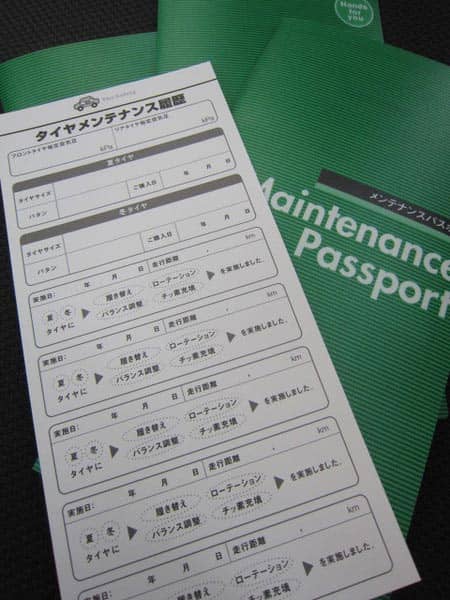 Hands
for
you
タイヤメンテナンス履歴
フロントタイヤ指定空気圧 kPa リアタイヤ指定空気圧 kPa
夏タイヤ
タイヤサイズ ご購入日 年 月 日
パタン
冬タイヤ
タイヤサイズ ご購入日 年 月 日
パタン
実施日: 年 月 日 走行距離 , km
夏 冬 ▶ 履き替え ローテーション を実施しました。
タイヤに バランス調整 チッ素充填
実施日: 年 月 日 走行距離 , km
夏 冬 ▶ 履き替え ローテーション を実施しました。
タイヤに バランス調整 チッ素充填
実施日: 年 月 日 走行距離 , km
夏 冬 ▶ 履き替え ローテーション を実施しました。
タイヤに バランス調整 チッ素充填
実施日: 年 月 日 走行距離 , km
夏 冬 ▶ 履き替え ローテーション を実施しました。
タイヤに バランス調整 チッ素充填
年 月 日 走行距離 , km
履き替え ローテーション
チッ素充填
メンテナンスパス
Maintenance
Passport